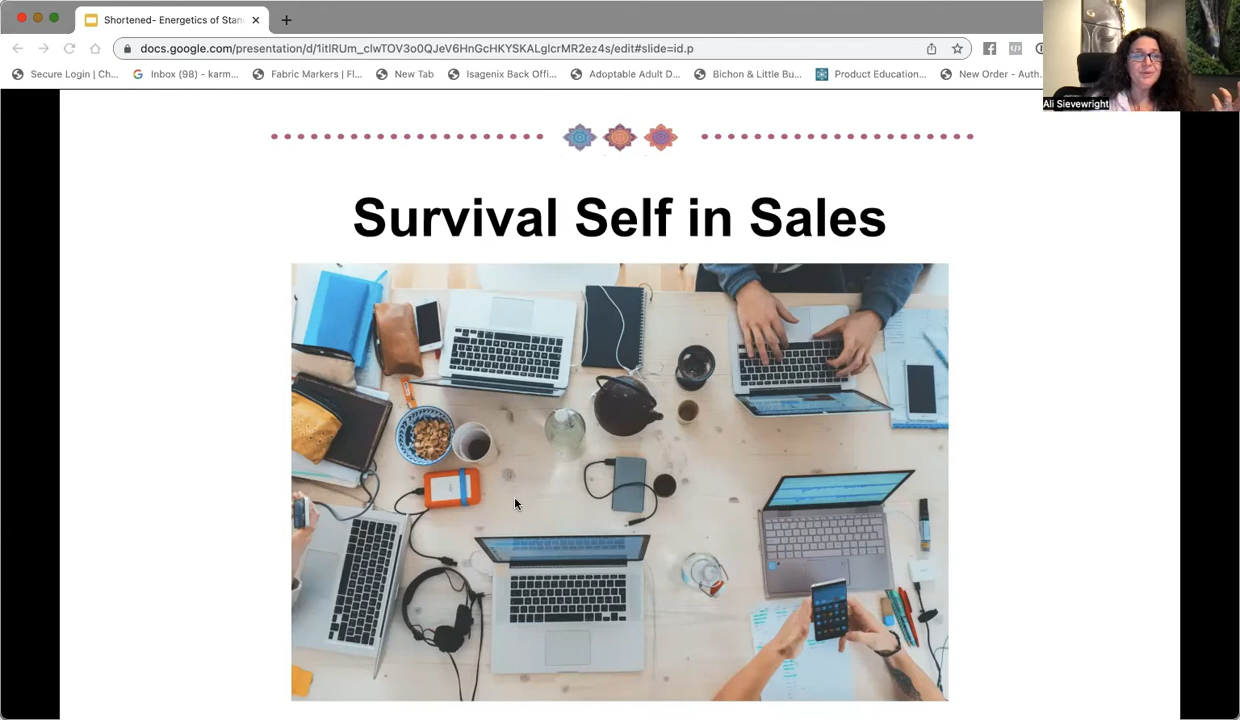 Shortened- Energetics of Stan
docs.google.com/presentation/d/1itlRUm_clwTOV3o0QJeV6HnGcHKYSKALglcrMR2ez4s/edit#slide=id.p
Secure Login | Ch... Inbox (98) - karm... Fabric Markers | Fl... New Tab Isagenix Back Offi... Adoptable Adult D... Bichon & Little Bu... Product Education... New Order - Auth.
Ali Sievewright
Survival Self in Sales